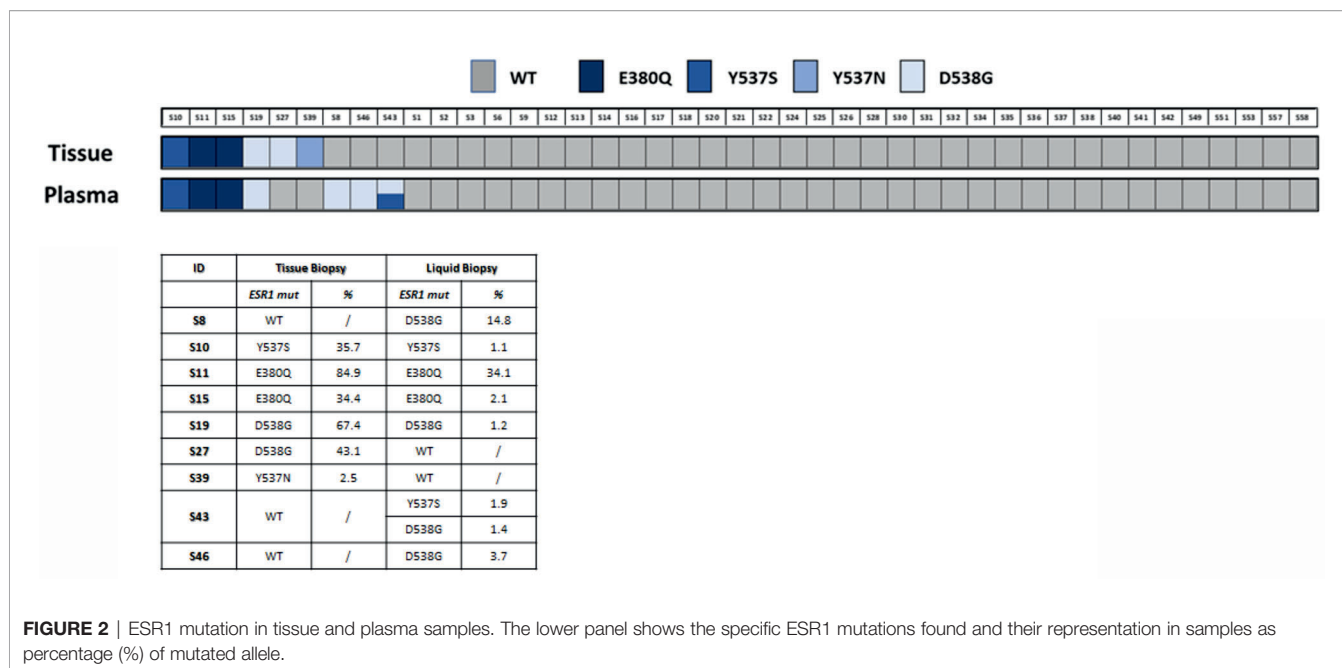 WT E380Q Y537S Y537N D538G
S10 S11 S15 S19 S27 S39 S8 S46 S43 S1 S2 S3 S6 S9 S12 S13 S14 S16 S17 S18 S20 S21 S22 S24 S25 S26 S28 S30 S31 S32 S34 S35 S36 S37 S38 S40 S41 S42 S49 S51 S53 S57 S58
Tissue
Plasma
ID Tissue Biopsy Liquid Biopsy
ESR1 mut % ESR1 mut %
S8 WT / D538G 14.8
S10 Y537S 35.7 Y537S 1.1
S11 E380Q 84.9 E380Q 34.1
S15 E380Q 34.4 E380Q 2.1
S19 D538G 67.4 D538G 1.2
S27 D538G 43.1 WT /
S39 Y537N 2.5 WT /
S43 WT / Y537S 1.9
D538G 1.4
S46 WT / D538G 3.7
FIGURE 2 | ESR1 mutation in tissue and plasma samples. The lower panel shows the specific ESR1 mutations found and their representation in samples as
percentage (%) of mutated allele.